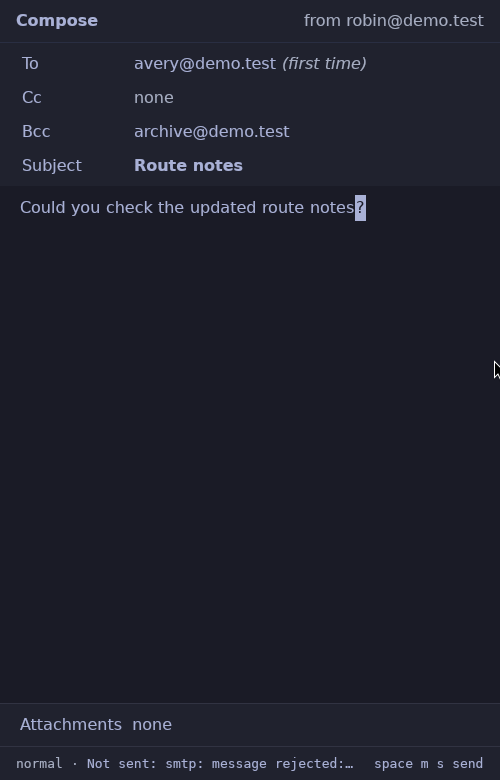 Compose from robin@demo.test
To avery@demo.test (first time)
Cc none
Bcc archive@demo.test
Subject Route notes
Could you check the updated route notes?
Attachments none
normal · Not sent: smtp: message rejected:… space m s send